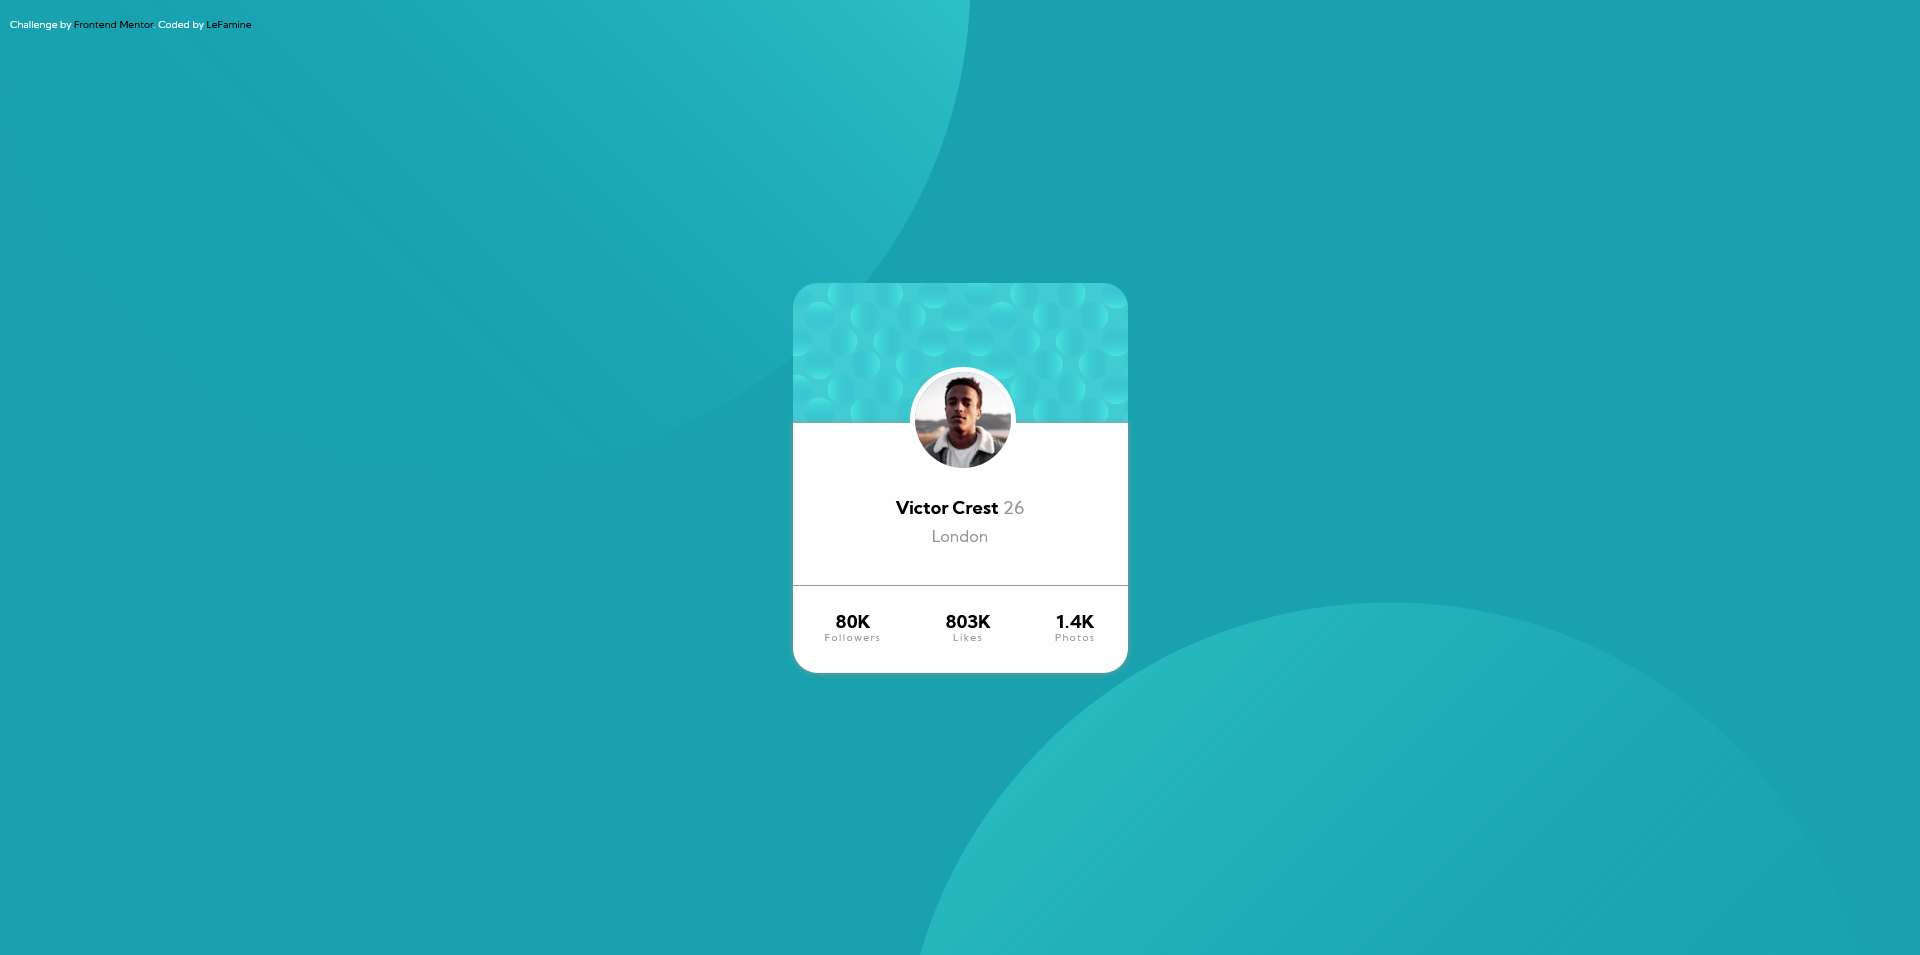 Challenge by Frontend Mentor. Coded by LeFamine
Victor Crest 26
London
80K 803K 1.4K
Followers Likes Photos